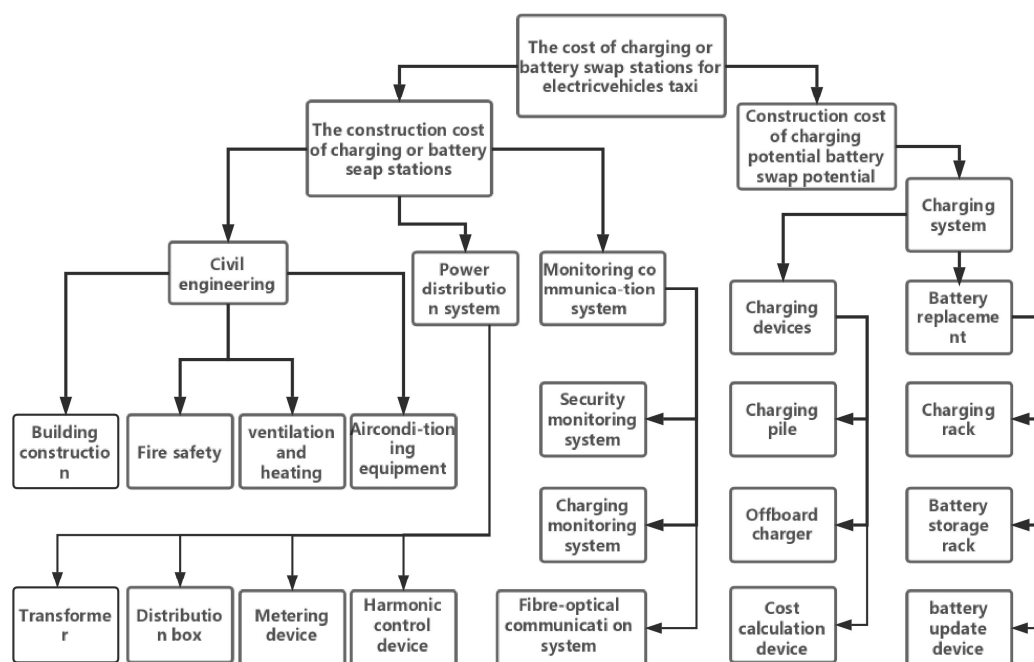 The cost of charging or
battery swap stations for
electricvehicles taxi
The construction cost
of charging or battery
seap stations
Construction cost
of charging
potential battery
swap potential
Charging
system
Civil
engineering
Power
distributio
n system
Monitoring co
mmunica-tion
system
Charging
devices
Battery
replaceme
nt
Building
constructio
n
Fire safety
ventilation
and
heating
Aircondi-tion
ing
equipment
Security
monitoring
system
Charging
pile
Charging
rack
Charging
monitoring
system
Offboard
charger
Battery
storage
rack
Transforme
r
Distributio
n box
Metering
device
Harmonic
control
device
Fibre-optical
communicati on
system
Cost
calculation
device
battery
update
device